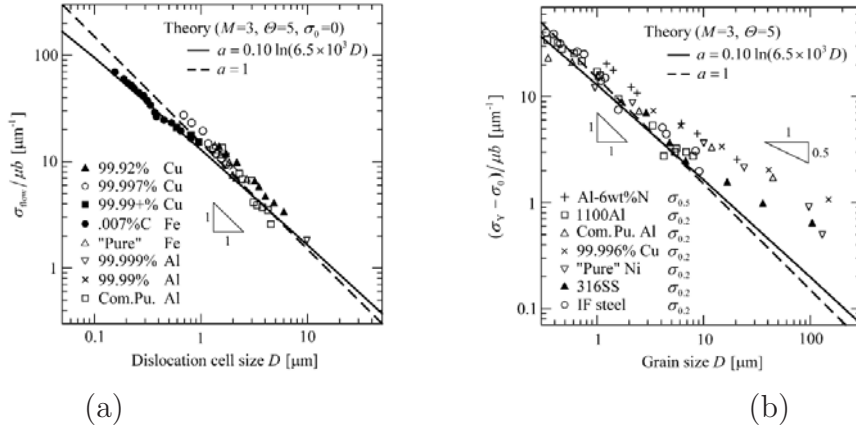 Theory (M=3, Θ=5, σ₀=0)
a = 0.10 ln(6.5×10³ D)
a = 1
100
10
1
σflow/μb [μm⁻¹]
1
1
99.92% Cu
99.997% Cu
99.99+% Cu
.007%C Fe
"Pure" Fe
99.999% Al
99.99% Al
Com.Pu. Al
0.1
1
10
Dislocation cell size D [μm]
(a)
Theory (M=3, Θ=5)
a = 0.10 ln(6.5×10³ D)
a = 1
10
1
0.1
(σY − σ₀)/μb [μm⁻¹]
1
1
1
0.5
Al-6wt%N σ0.5
1100Al σ0.2
Com.Pu. Al σ0.2
99.996% Cu σ0.2
"Pure" Ni σ0.2
316SS σ0.2
IF steel σ0.2
1
10
100
Grain size D [μm]
(b)